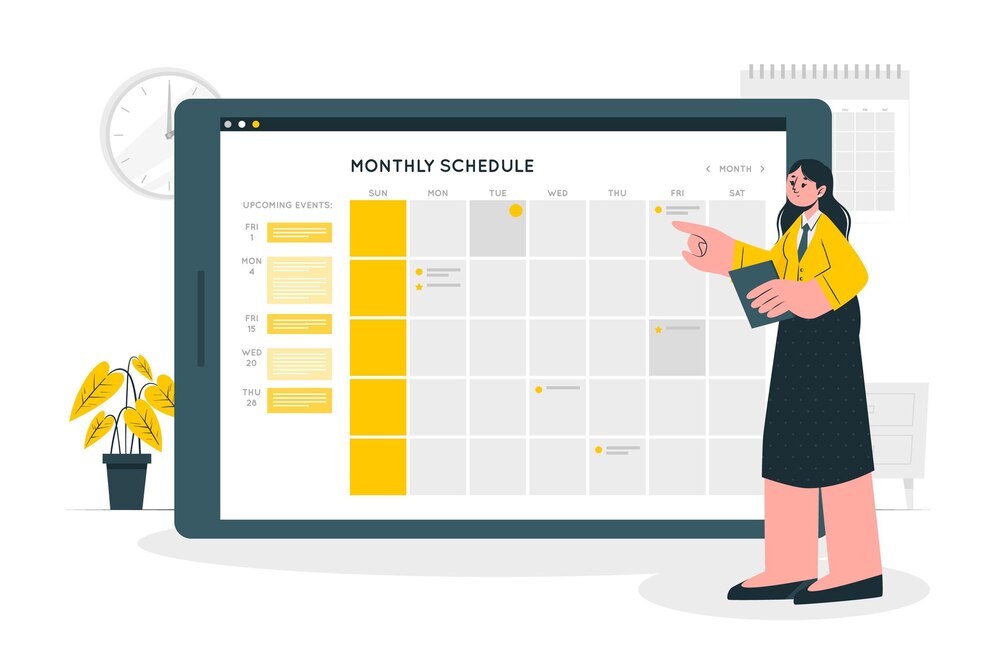 MONTHLY SCHEDULE
MONTH
SUN MON TUE WED THU FRI SAT
UPCOMING EVENTS:
FRI
1
MON
4
FRI
15
WED
20
THU
28